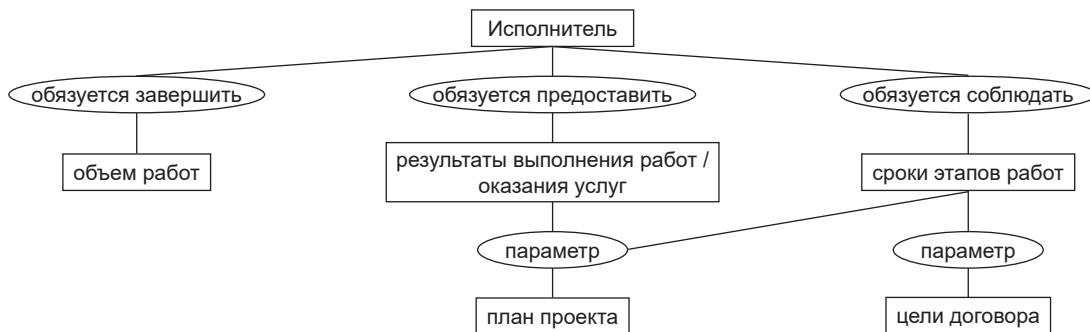 Исполнитель
обязуется завершить
обязуется предоставить
обязуется соблюдать
объем работ
результаты выполнения работ /
оказания услуг
сроки этапов работ
параметр
параметр
план проекта
цели договора